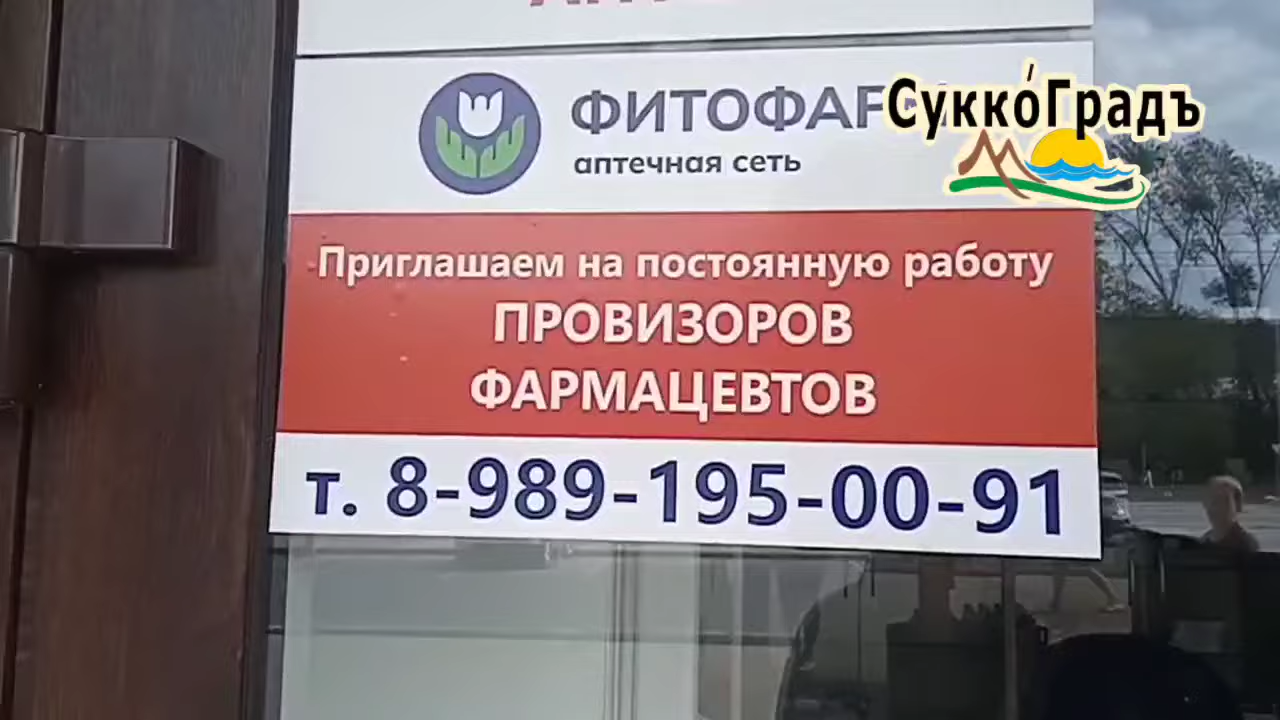 СуккоГрадъ
аптечная сеть
Приглашаем на постоянную работу
ПРОВИЗОРОВ
ФАРМАЦЕВТОВ
т. 8-989-195-00-91